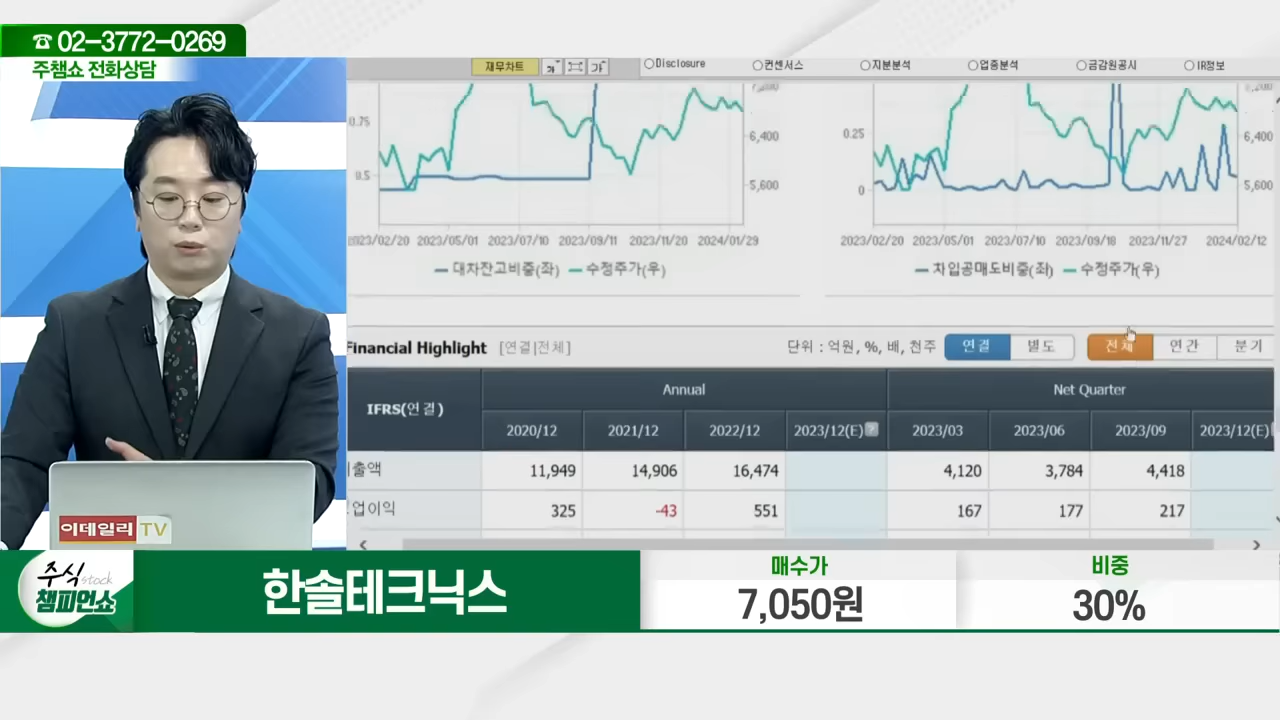 ☎ 02-3772-0269
주챔쇼 전화상담
재무차트 가 가 Disclosure 컨센서스 지분분석 업종분석 금감원공시 IR정보
0.75 7,200 8,200
6,400 0.25 6,400
0.5 5,600 0 5,600
2023/02/20 2023/05/01 2023/07/10 2023/09/11 2023/11/20 2024/01/29 2023/02/20 2023/05/01 2023/07/10 2023/09/18 2023/11/27 2024/02/12
대차잔고비중(좌) 수정주가(우) 차입공매도비중(좌) 수정주가(우)
Financial Highlight [연결|전체] 단위 : 억원, %, 배, 천주 연결 별도 전체 연간 분기
IFRS(연결) Annual Net Quarter
2020/12 2021/12 2022/12 2023/12(E) 2023/03 2023/06 2023/09 2023/12(E)
출액 11,949 14,906 16,474 4,120 3,784 4,418
업이익 325 -43 551 167 177 217
이데일리 TV
주식 stock
챔피언쇼
한솔테크닉스
매수가 비중
7,050원 30%